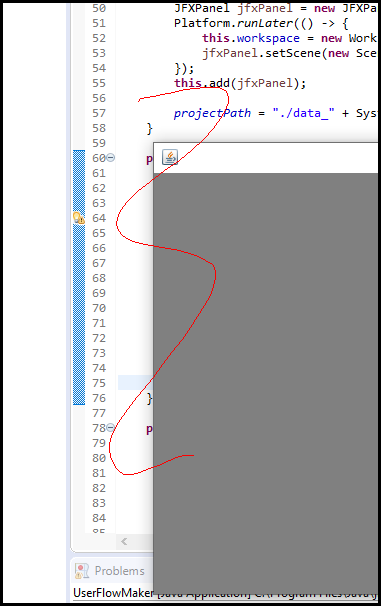 50 JFXPanel jfxPanel = new JFXPa
51 Platform.runLater(() -> {
52 this.workspace = new Work
53 jfxPanel.setScene(new Sce
54 });
55 this.add(jfxPanel);
56
57 projectPath = "./data_" + Sys
58 }
59
60 p
61
62
63
64
65
66
67
68
69
70
71
72
73
74
75
76 }
77
78 p
79
80
81
82
83
84
85
Problems
UserFlowMaker [Java Application] C:\Program Files\Java\j